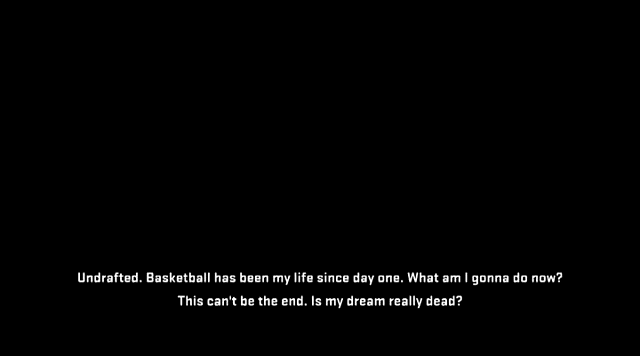 Undrafted. Basketball has been my life since day one. What am I gonna do now?
This can't be the end. Is my dream really dead?